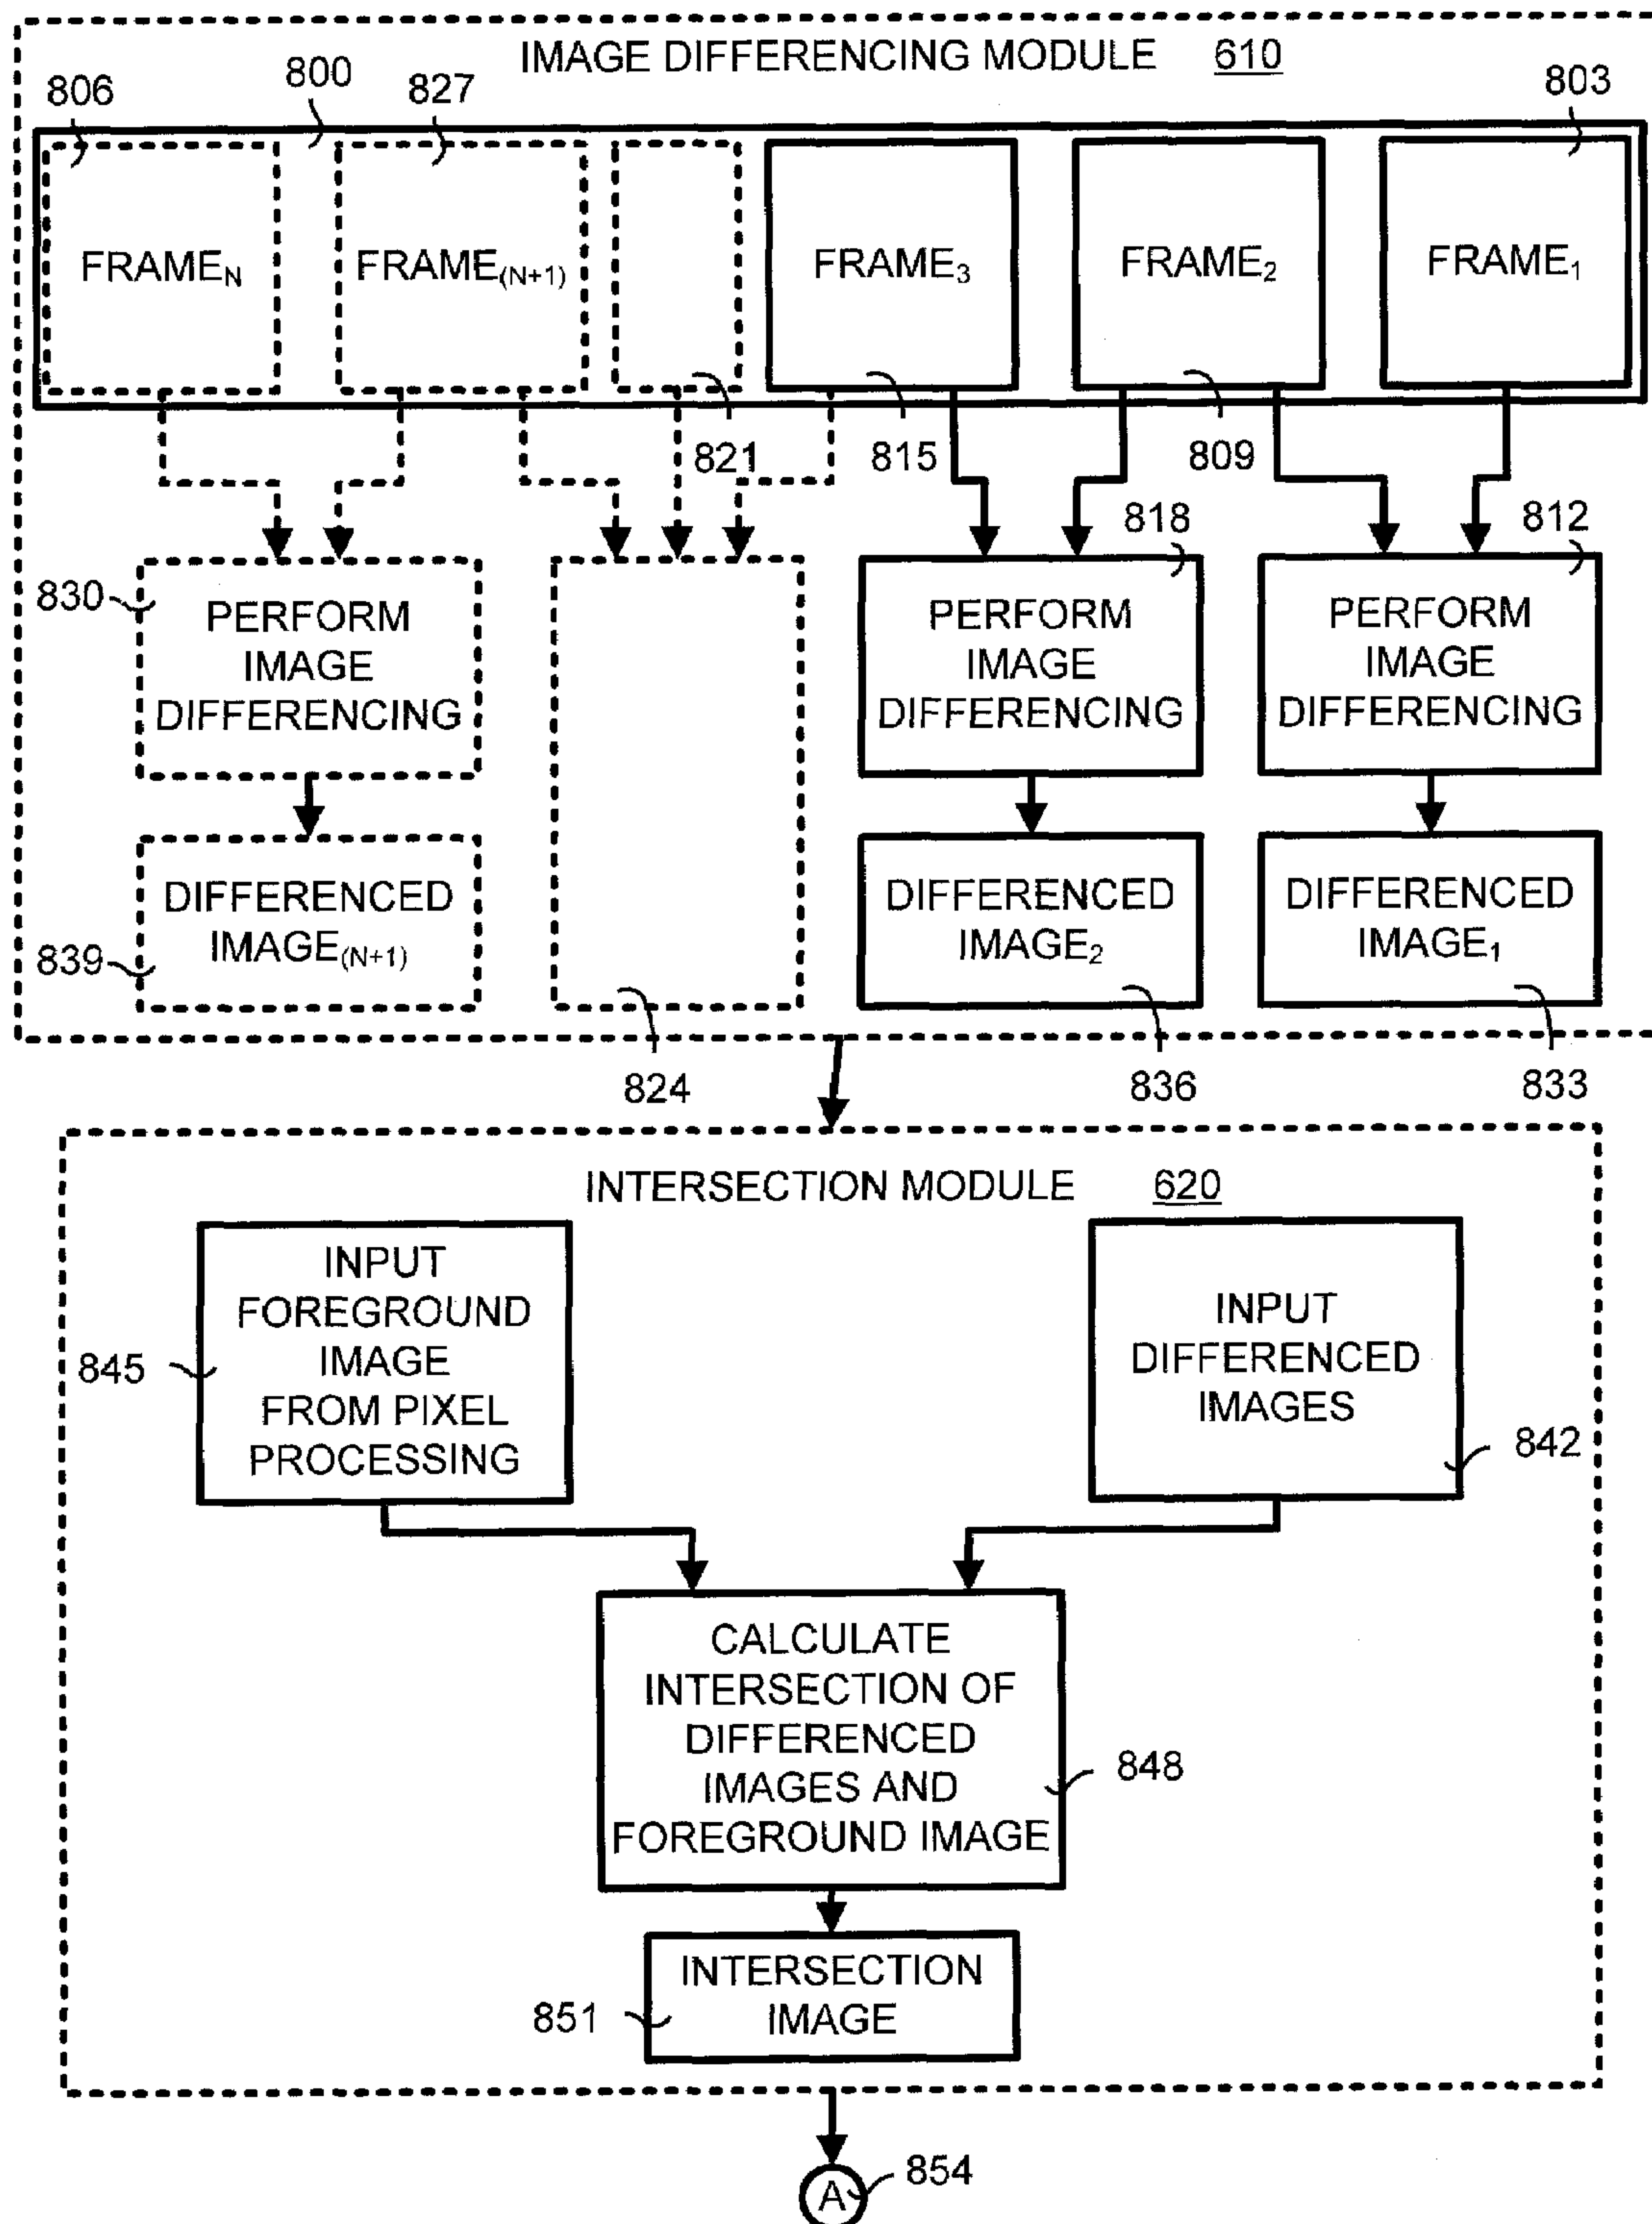 IMAGE DIFFERENCING MODULE 610
806
800
827
803
FRAMEN
FRAME(N+1)
FRAME3
FRAME2
FRAME1
821
815
809
818
812
830
PERFORM
IMAGE
DIFFERENCING
PERFORM
IMAGE
DIFFERENCING
PERFORM
IMAGE
DIFFERENCING
839
DIFFERENCED
IMAGE(N+1)
DIFFERENCED
IMAGE2
DIFFERENCED
IMAGE1
824
836
833
INTERSECTION MODULE 620
845
INPUT
FOREGROUND
IMAGE
FROM PIXEL
PROCESSING
INPUT
DIFFERENCED
IMAGES
842
CALCULATE
INTERSECTION OF
DIFFERENCED
IMAGES AND
FOREGROUND IMAGE
848
851
INTERSECTION
IMAGE
A
854